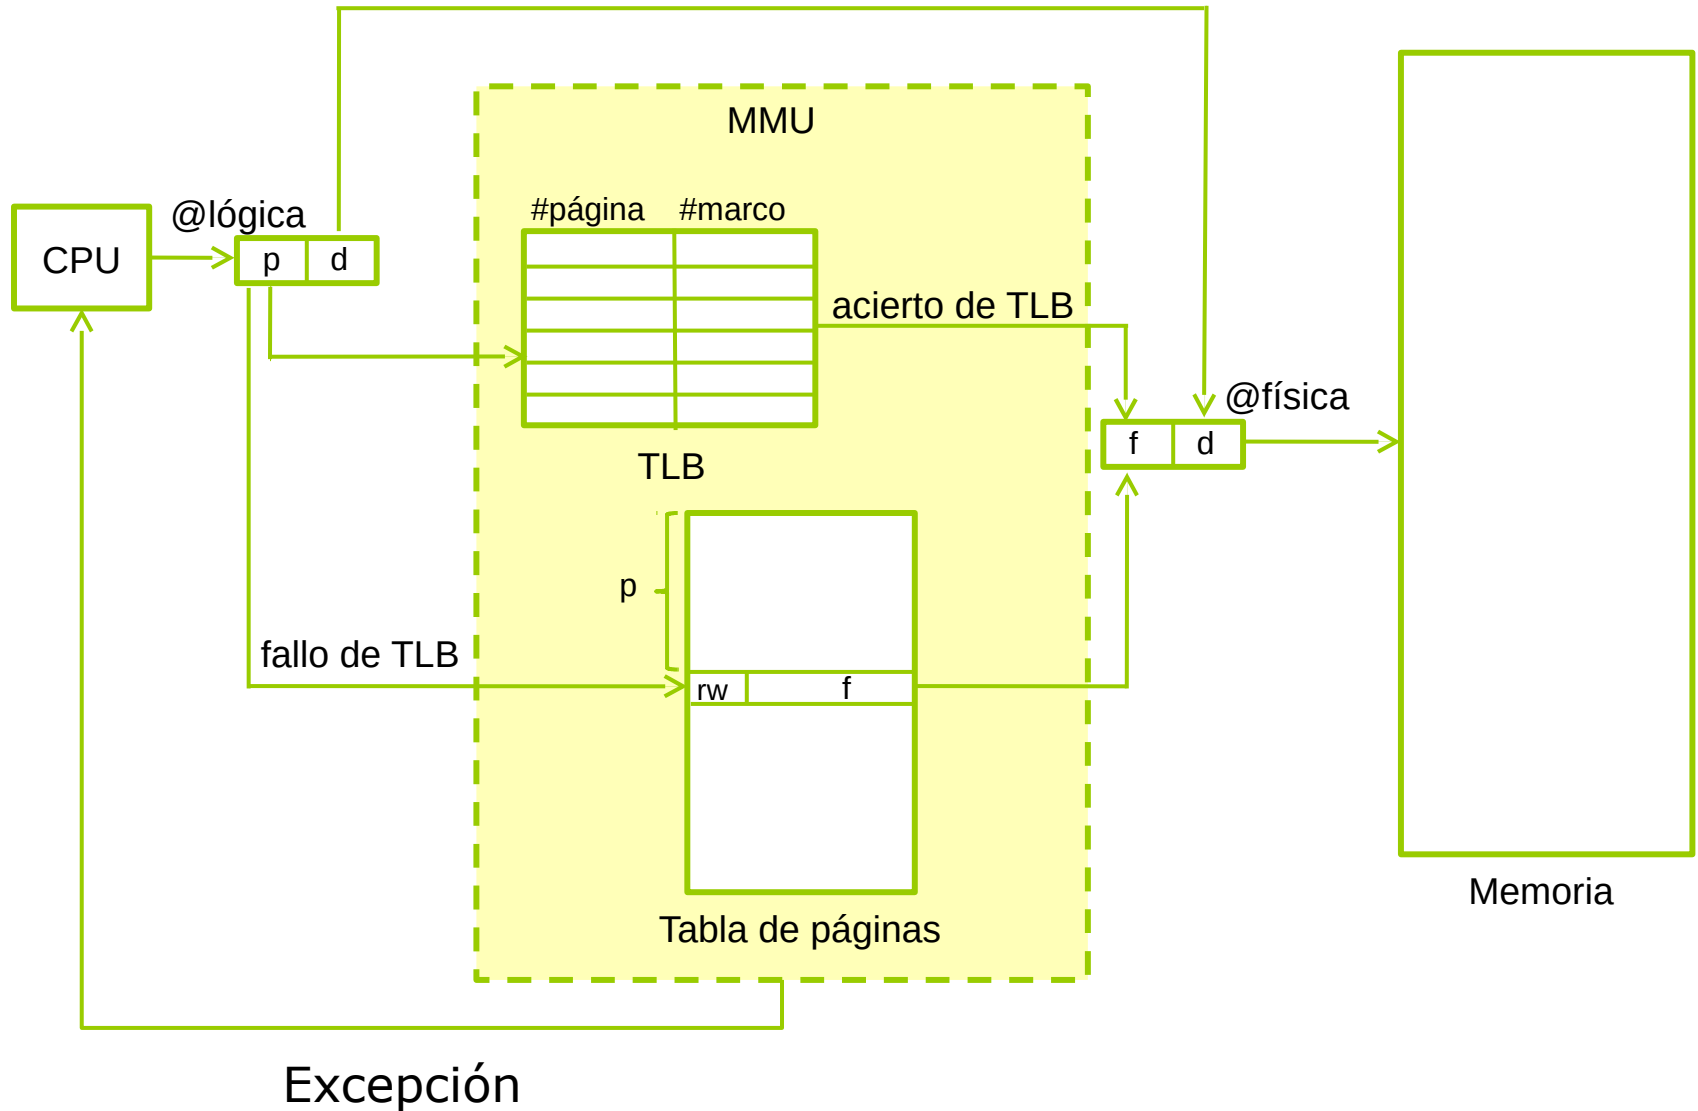 MMU
@lógica
#página #marco
CPU
p d
acierto de TLB
@física
f d
TLB
p
fallo de TLB
rw f
Memoria
Tabla de páginas
Excepción